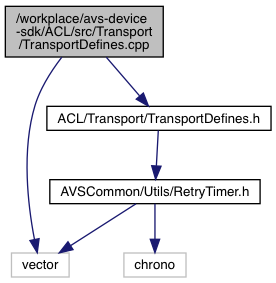 /workplace/avs-device
-sdk/ACL/src/Transport
/TransportDefines.cpp
ACL/Transport/TransportDefines.h
AVSCommon/Utils/RetryTimer.h
vector
chrono